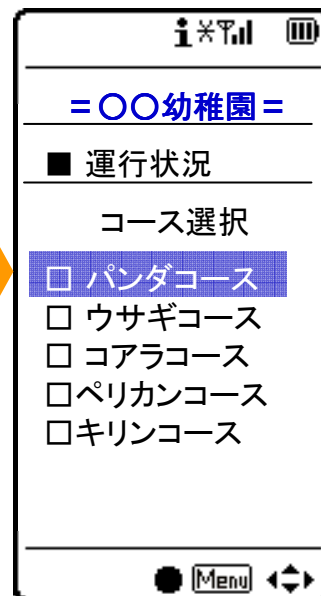 =〇〇幼稚園=
■ 運行状況
コース選択
□ パンダコース
□ ウサギコース
□ コアラコース
□ペリカンコース
□キリンコース
Menu